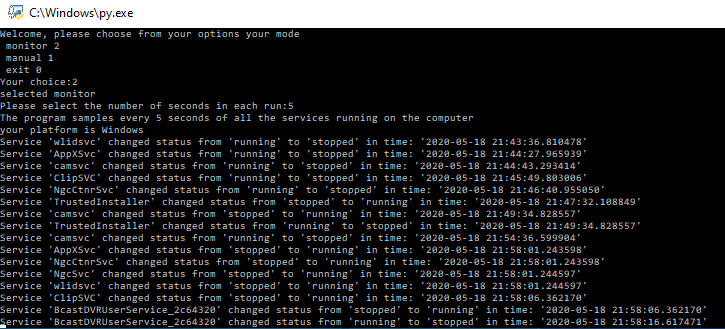 C:\Windows\py.exe
Welcome, please choose from your options your mode
monitor 2
manual 1
exit 0
Your choice:2
selected monitor
Please select the number of seconds in each run:5
The program samples every 5 seconds of all the services running on the computer
your platform is Windows
Service 'wlidsvc' changed status from 'running' to 'stopped' in time: '2020-05-18 21:43:36.810478'
Service 'AppXSvc' changed status from 'running' to 'stopped' in time: '2020-05-18 21:44:27.965939'
Service 'camsvc' changed status from 'running' to 'stopped' in time: '2020-05-18 21:44:43.293414'
Service 'ClipSVC' changed status from 'running' to 'stopped' in time: '2020-05-18 21:45:49.803006'
Service 'NgcCtnrSvc' changed status from 'running' to 'stopped' in time: '2020-05-18 21:46:40.955050'
Service 'TrustedInstaller' changed status from 'stopped' to 'running' in time: '2020-05-18 21:47:32.108849'
Service 'camsvc' changed status from 'stopped' to 'running' in time: '2020-05-18 21:49:34.828557'
Service 'TrustedInstaller' changed status from 'running' to 'stopped' in time: '2020-05-18 21:49:34.828557'
Service 'camsvc' changed status from 'running' to 'stopped' in time: '2020-05-18 21:54:36.599904'
Service 'AppXSvc' changed status from 'stopped' to 'running' in time: '2020-05-18 21:58:01.243598'
Service 'NgcCtnrSvc' changed status from 'stopped' to 'running' in time: '2020-05-18 21:58:01.243598'
Service 'NgcSvc' changed status from 'stopped' to 'running' in time: '2020-05-18 21:58:01.244597'
Service 'wlidsvc' changed status from 'stopped' to 'running' in time: '2020-05-18 21:58:01.244597'
Service 'ClipSVC' changed status from 'stopped' to 'running' in time: '2020-05-18 21:58:06.362170'
Service 'BcastDVRUserService_2c64320' changed status from 'stopped' to 'running' in time: '2020-05-18 21:58:06.362170'
Service 'BcastDVRUserService_2c64320' changed status from 'running' to 'stopped' in time: '2020-05-18 21:58:16.617471'